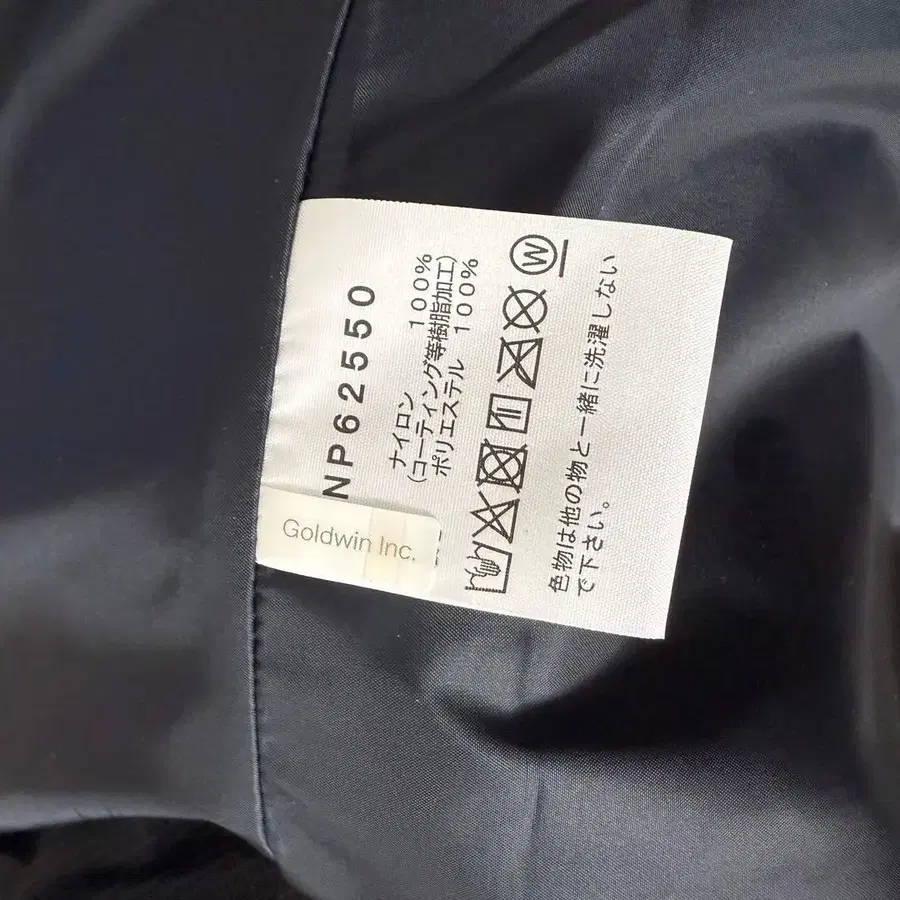 NP62550
ナイロン 100%
(コーティング等樹脂加工)
ポリエステル 100%
W
色物は他の物と一緒に洗濯しない
で下さい。
Goldwin Inc.